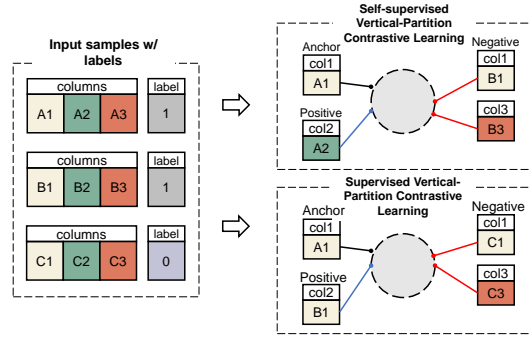 Input samples w/
labels
columns
label
A1 A2 A3 1
columns
label
B1 B2 B3 1
columns
label
C1 C2 C3 0
Self-supervised
Vertical-Partition
Contrastive Learning
Anchor
col1
A1
Positive
col2
A2
Negative
col1
B1
col3
B3
Supervised Vertical-
Partition Contrastive
Learning
Anchor
col1
A1
Positive
col2
B1
Negative
col1
C1
col3
C3